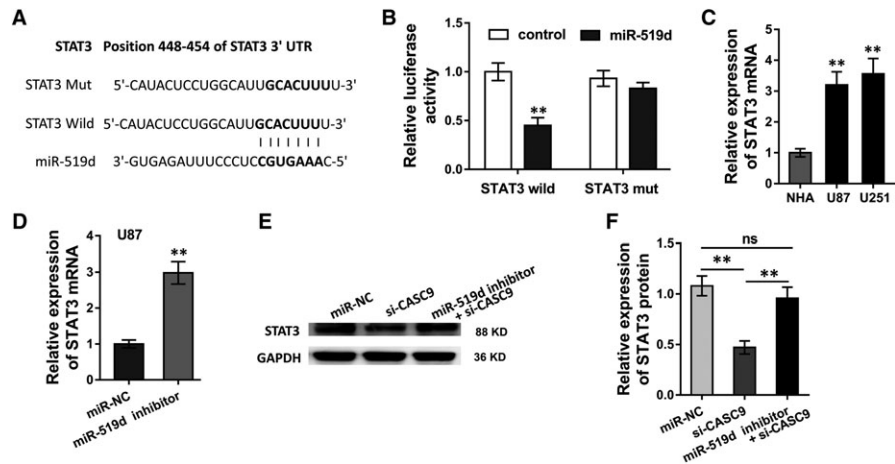 A
STAT3 Position 448-454 of STAT3 3' UTR
STAT3 Mut 5'-CAUACUCCUGGCAUUGCACUUUU-3'
STAT3 Wild 5'-CAUACUCCUGGCAUUGCACUUUU-3'
miR-519d 3'-GUGAGAUUUCCCUCCGUGAAAC-5'
B
control miR-519d
Relative luciferase
activity
1.5
1.0
0.5
0.0
**
STAT3 wild STAT3 mut
C
Relative expression
of STAT3 mRNA
5
4
3
2
1
0
** **
NHA U87 U251
D
U87
Relative expression
of STAT3 mRNA
4
3
2
1
0
**
miR-NC
miR-519d inhibitor
E
miR-NC
si-CASC9
miR-519d inhibitor
+ si-CASC9
STAT3 88 KD
GAPDH 36 KD
F
Relative expression
of STAT3 protein
1.5
1.0
0.5
0.0
ns
** **
miR-NC
si-CASC9
miR-519d inhibitor
+ si-CASC9